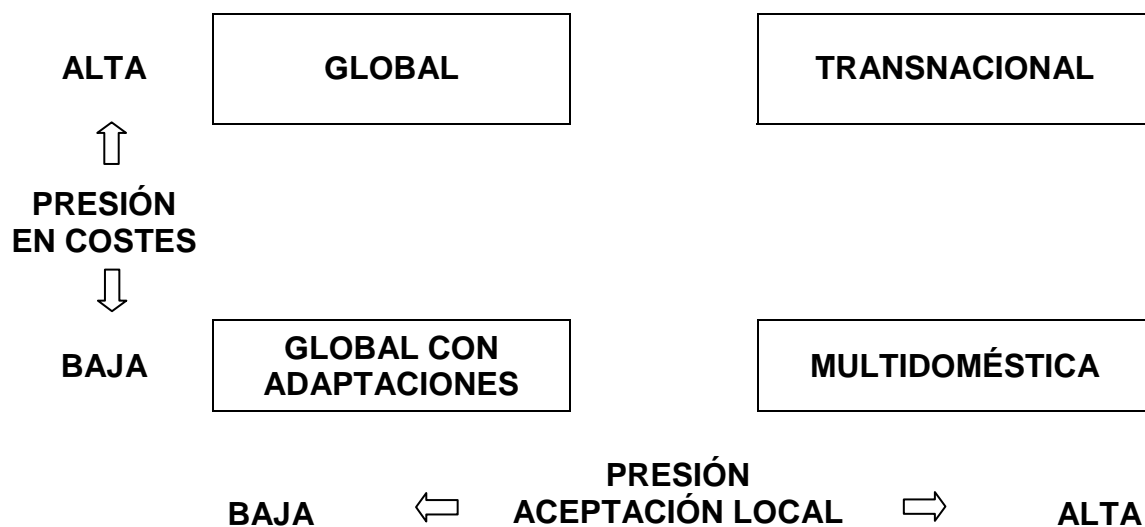 ALTA
GLOBAL
TRANSNACIONAL
PRESIÓN
EN COSTES
BAJA
GLOBAL CON
ADAPTACIONES
MULTIDOMÉSTICA
PRESIÓN
BAJA
ACEPTACIÓN LOCAL
ALTA